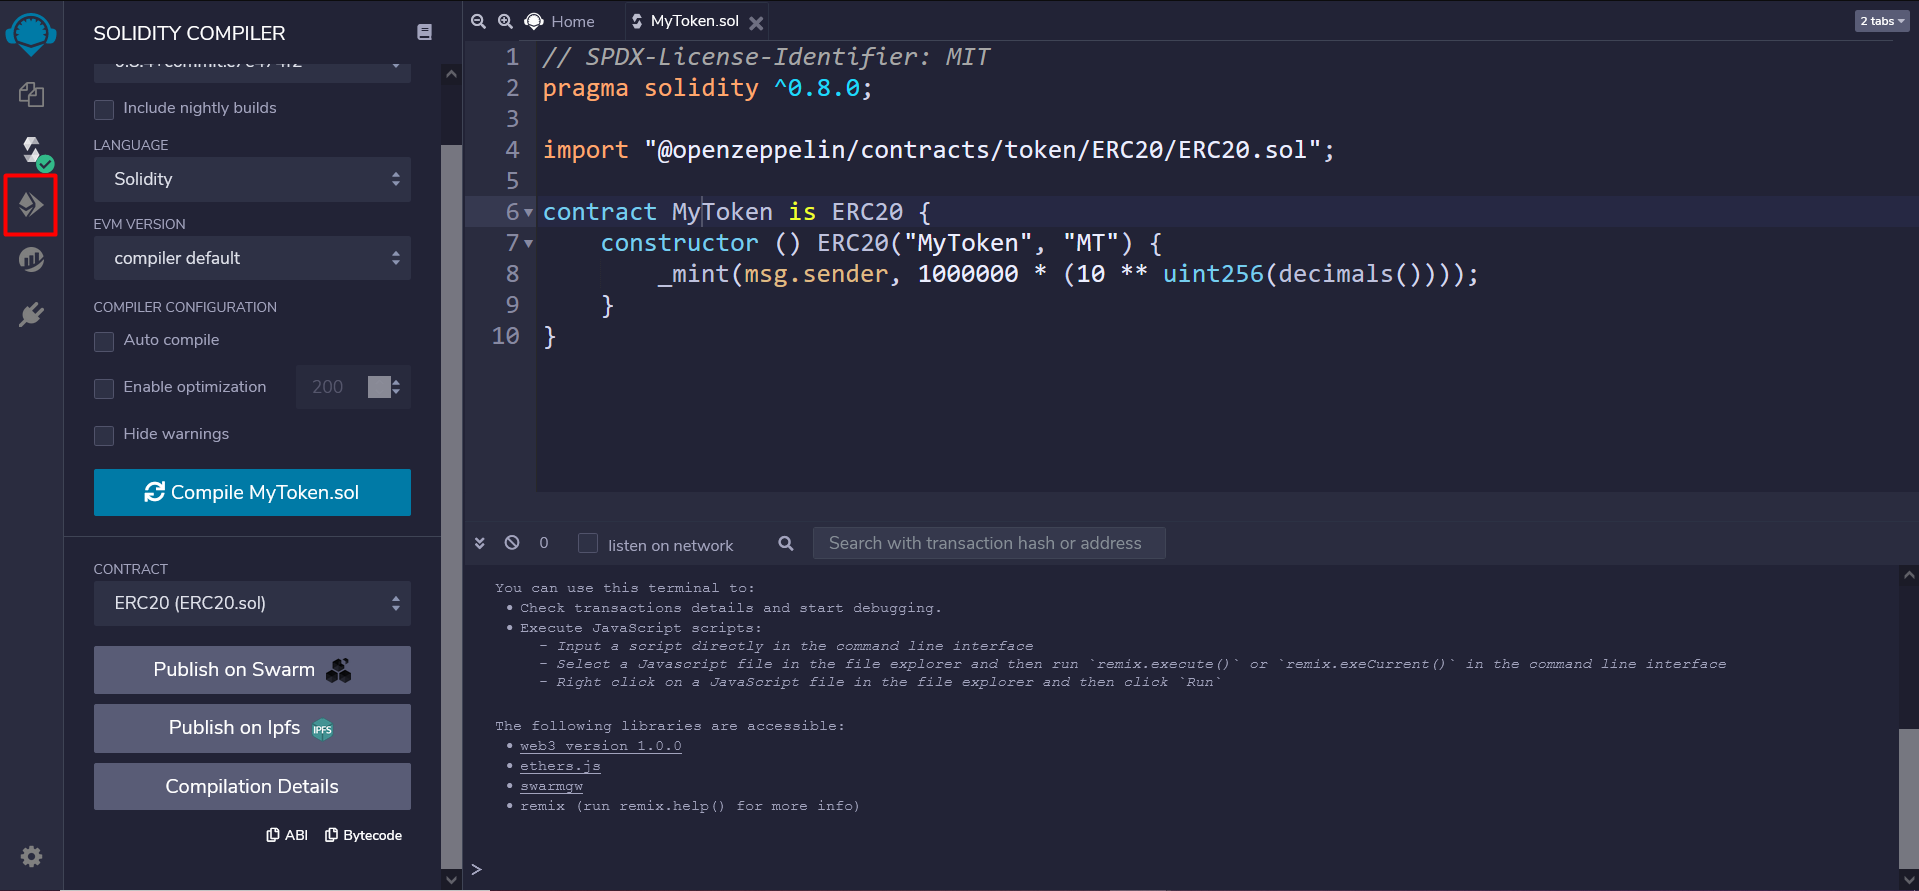 SOLIDITY COMPILER
Include nightly builds
LANGUAGE
Solidity
EVM VERSION
compiler default
COMPILER CONFIGURATION
Auto compile
Enable optimization
200
Hide warnings
Compile MyToken.sol
CONTRACT
ERC20 (ERC20.sol)
Publish on Swarm
Publish on Ipfs IPFS
Compilation Details
ABI Bytecode
Home MyToken.sol
2 tabs
1 // SPDX-License-Identifier: MIT
2 pragma solidity ^0.8.0;
3
4 import "@openzeppelin/contracts/token/ERC20/ERC20.sol";
5
6 contract MyToken is ERC20 {
7 constructor () ERC20("MyToken", "MT") {
8 _mint(msg.sender, 1000000 * (10 ** uint256(decimals())));
9 }
10 }
0 listen on network Search with transaction hash or address
You can use this terminal to:
• Check transactions details and start debugging.
• Execute JavaScript scripts:
- Input a script directly in the command line interface
- Select a Javascript file in the file explorer and then run `remix.execute()` or `remix.exeCurrent()` in the command line interface
- Right click on a JavaScript file in the file explorer and then click `Run`
The following libraries are accessible:
• web3 version 1.0.0
• ethers.js
• swarmgw
• remix (run remix.help() for more info)
>